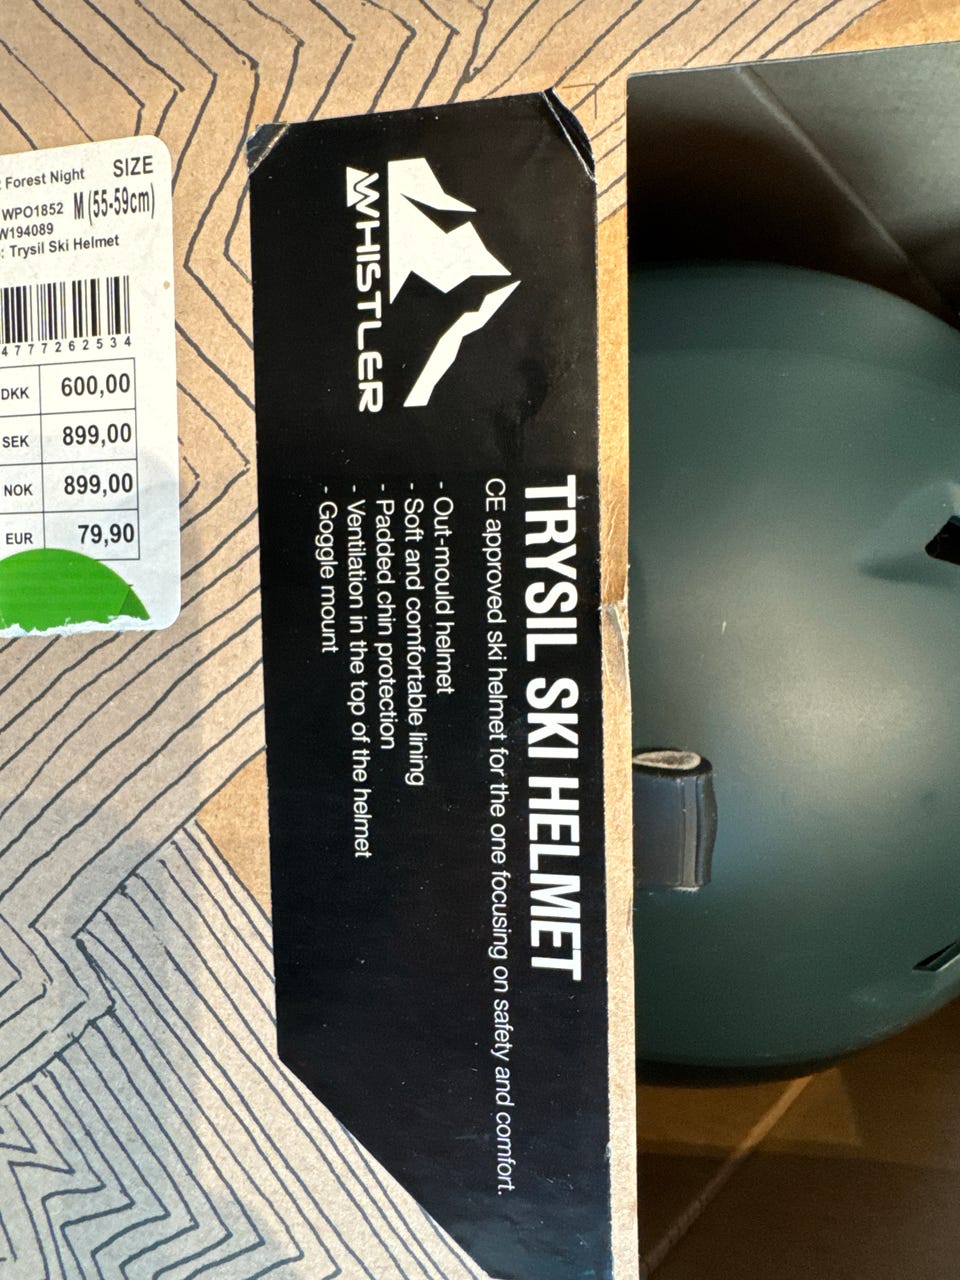 : Forest Night
SIZE
WPO1852
M (55-59cm)
W194089
: Trysil Ski Helmet
4777262534
DKK 600,00
SEK 899,00
NOK 899,00
EUR 79,90
WHISTLER
TRYSIL SKI HELMET
CE approved ski helmet for the one focusing on safety and comfort.
- Out-mould helmet
- Soft and comfortable lining
- Padded chin protection
- Ventilation in the top of the helmet
- Goggle mount